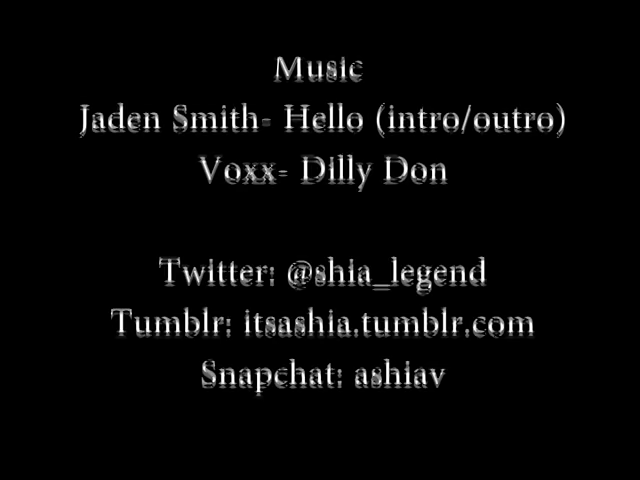 Music
Jaden Smith- Hello (intro/outro)
Voxx- Dilly Don
Twitter: @shia_legend
Tumblr: itsashia.tumblr.com
Snapchat: ashiav